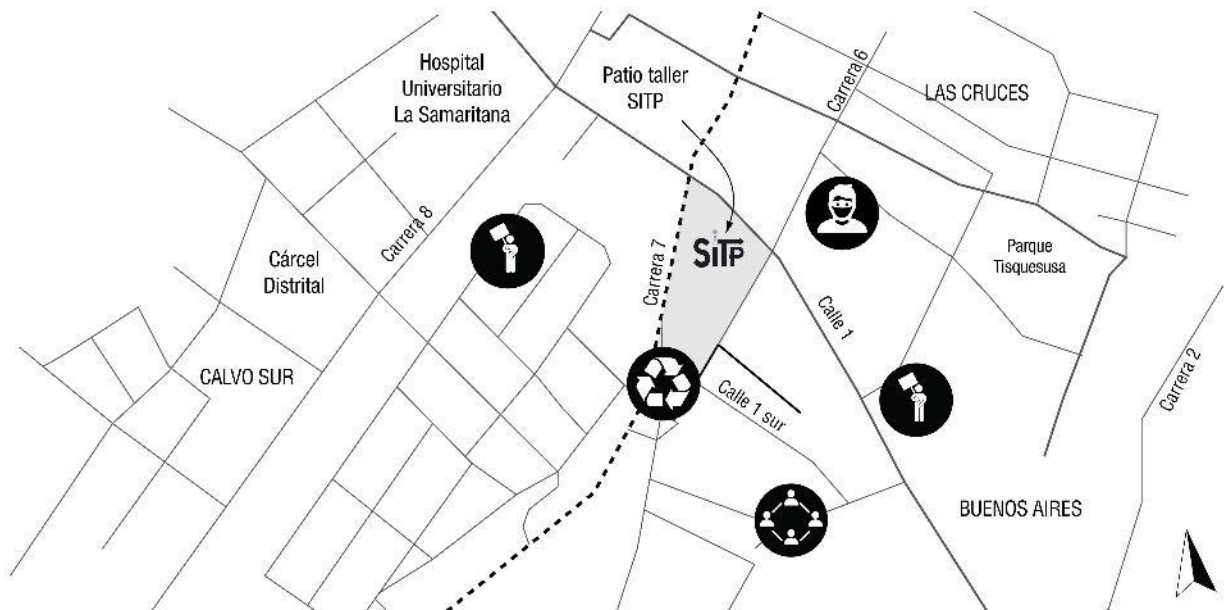 Hospital
Universitario
La Samaritana
Patio taller
SITP
Carrera 6
LAS CRUCES
Carrera 8
Cárcel
Distrital
Carrera 7
SiTP
Parque
Tisquesusa
Calle 1
CALVO SUR
Calle 1 sur
Carrera 2
BUENOS AIRES